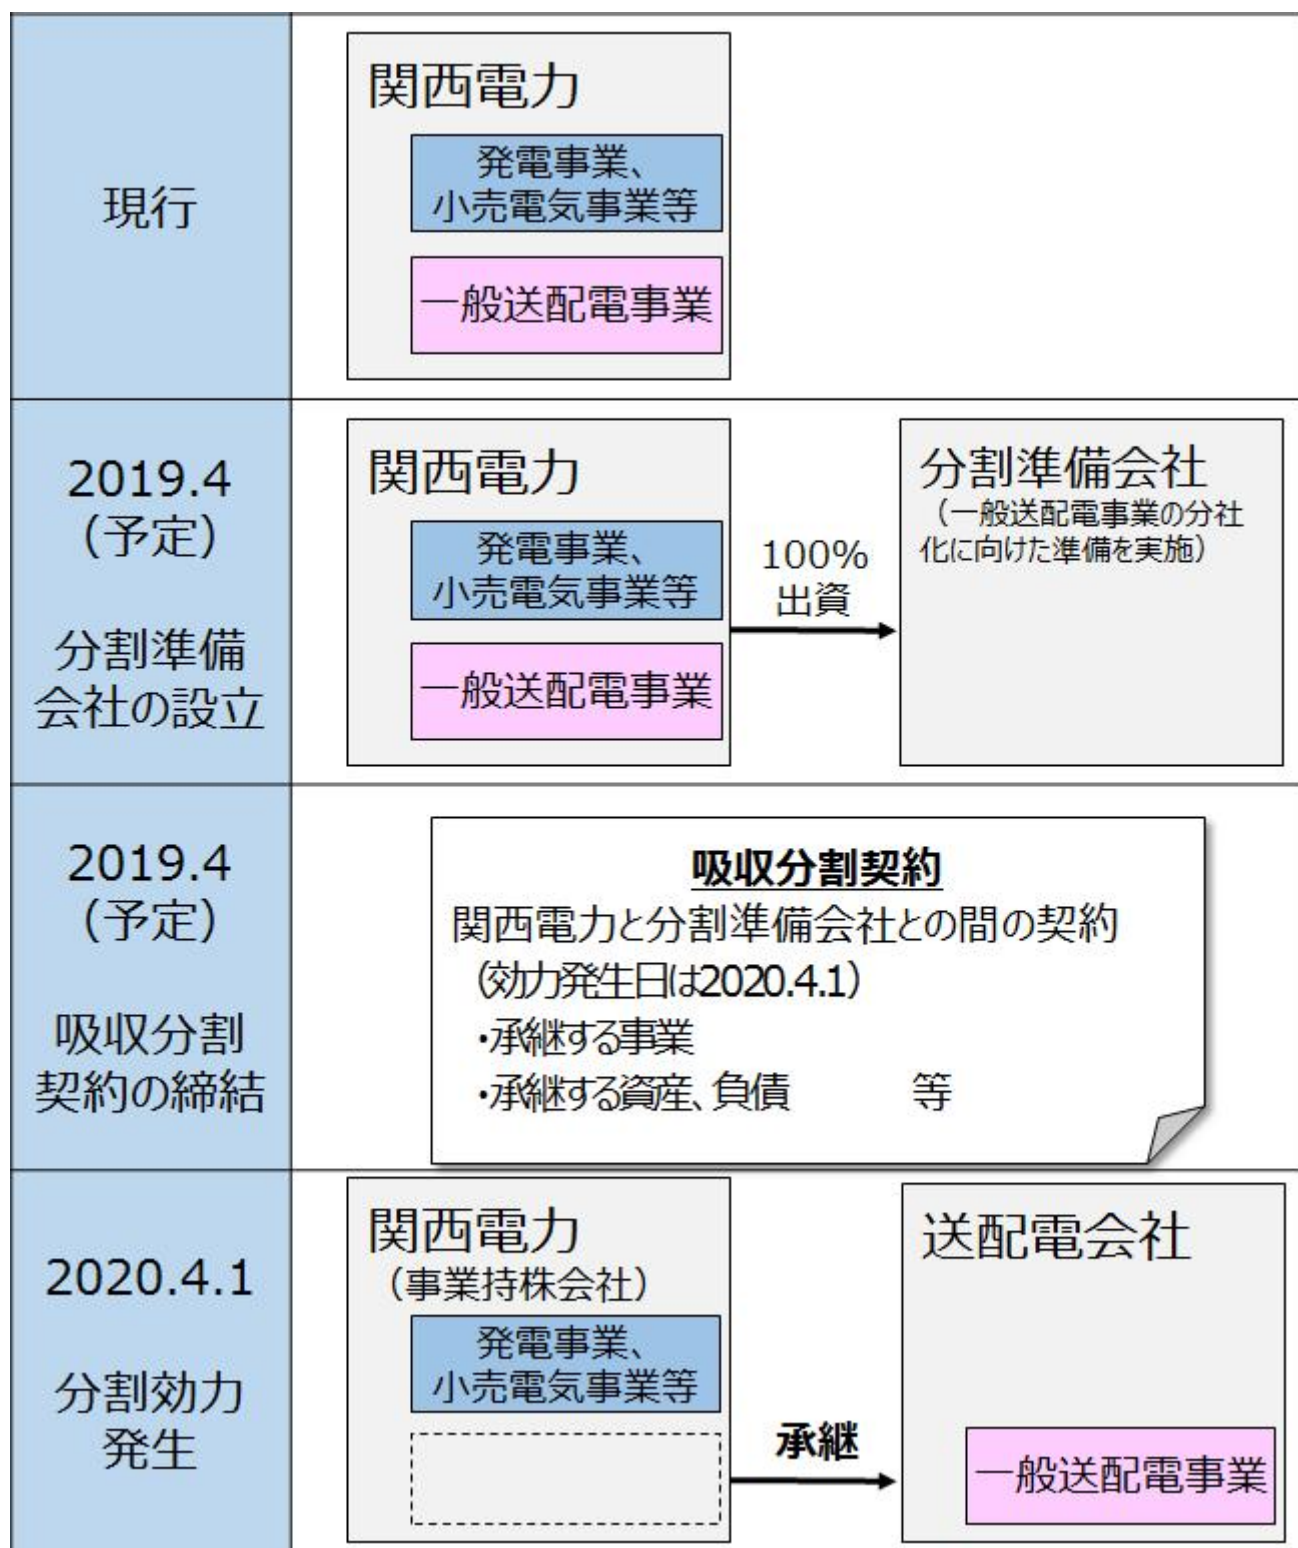 現行
関西電力
発電事業、
小売電気事業等
一般送配電事業
2019.4
（予定）
分割準備
会社の設立
関西電力
発電事業、
小売電気事業等
一般送配電事業
100%
出資
分割準備会社
（一般送配電事業の分社
化に向けた準備を実施）
2019.4
（予定）
吸収分割
契約の締結
吸収分割契約
関西電力と分割準備会社との間の契約
（効力発生日は2020.4.1）
・承継する事業
・承継する資産、負債　　　等
2020.4.1
分割効力
発生
関西電力
（事業持株会社）
発電事業、
小売電気事業等
承継
送配電会社
一般送配電事業